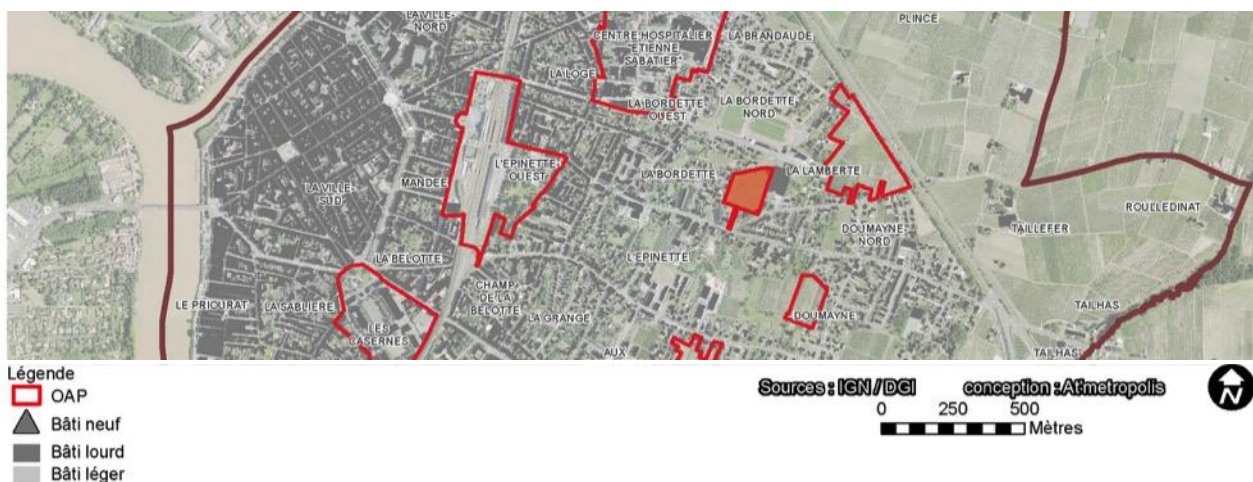 LA VILLE-
NORD
CENTRE HOSPITALIER
ETIENNE
SABATIER
LA BRANDAUDE
PLINCE
LA LOGE
LA BORDETTE
OUEST
LA BORDETTE
NORD
L'EPINETTE-
OUEST
MANDEE
LA VILLE-
SUD
LA BORDETTE
LA LAMBERTE
ROULLEDINAT
TAILLEFER
DOUMAYNE-
NORD
LA BELOTTE
L'EPINETTE
CHAMP-
DE LA
BELOTTE
LE PRIOURAT
LA SABLIERE
LES
CASERNES
LA GRANGE
DOUMAYNE
TAILHAS
AUX
TAILHAS
Légende
OAP
Bâti neuf
Bâti lourd
Bâti léger
Sources : IGN / DGI conception : At'metropolis
0 250 500
Mètres
N